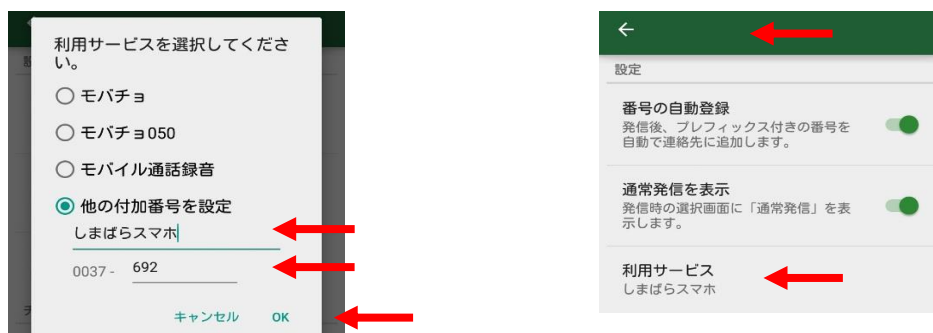 利用サービスを選択してくださ
い。
モバチョ
モバチョ050
モバイル通話録音
他の付加番号を設定
しまばらスマホ
0037 - 692
キャンセル OK
設定
番号の自動登録
発信後、プレフィックス付きの番号を
自動で連絡先に追加します。
通常発信を表示
発信時の選択画面に「通常発信」を表
示します。
利用サービス
しまばらスマホ